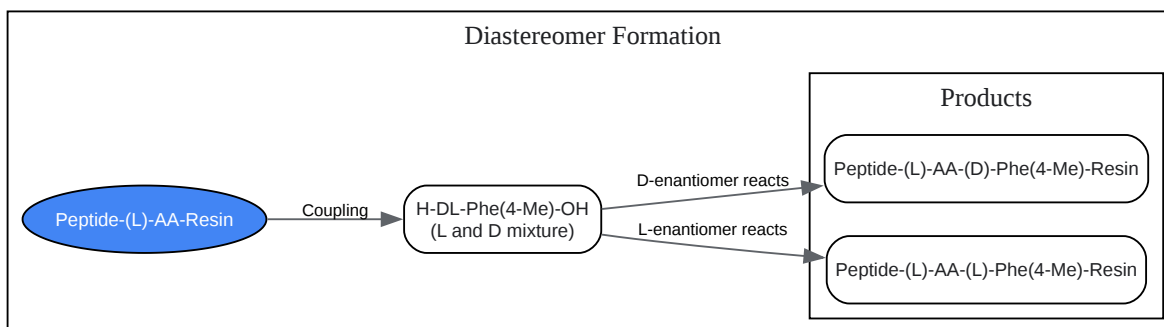 Diastereomer Formation
Products
Peptide-(L)-AA-Resin
Coupling
H-DL-Phe(4-Me)-OH
(L and D mixture)
D-enantiomer reacts
L-enantiomer reacts
Peptide-(L)-AA-(D)-Phe(4-Me)-Resin
Peptide-(L)-AA-(L)-Phe(4-Me)-Resin